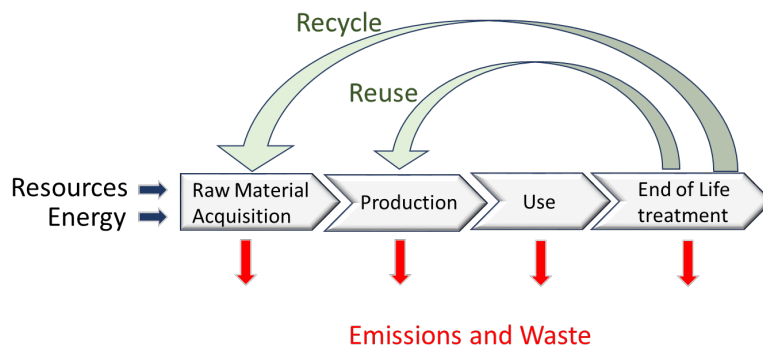 Recycle
Reuse
Resources
Energy
Raw Material
Acquisition
Production
Use
End of Life
treatment
Emissions and Waste